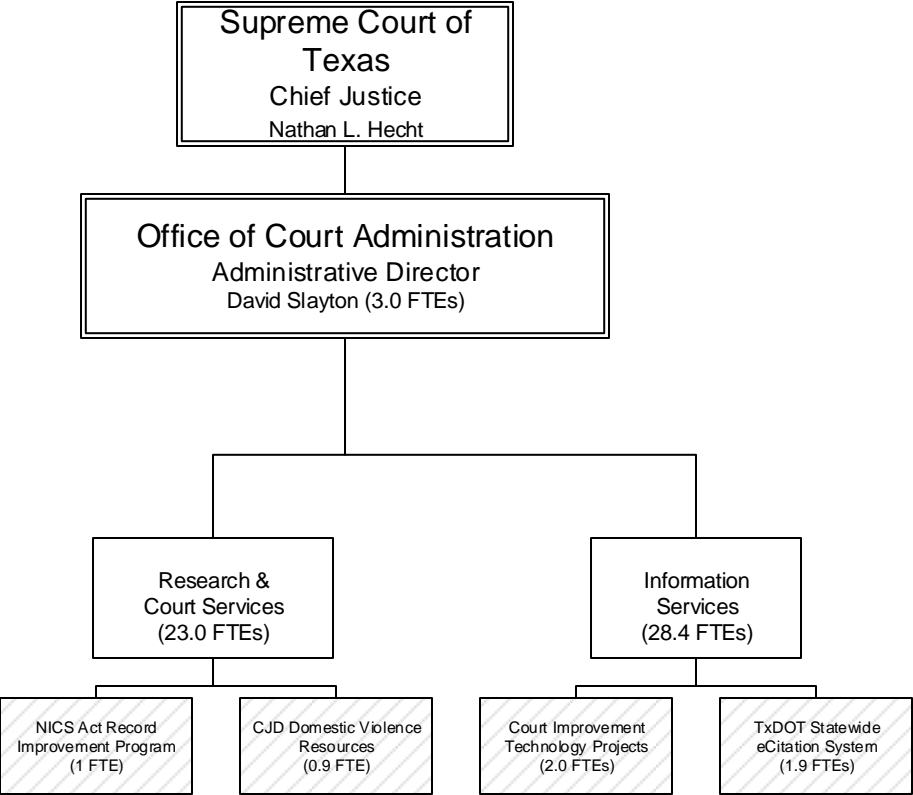 Supreme Court of
Texas
Chief Justice
Nathan L. Hecht
Office of Court Administration
Administrative Director
David Slayton (3.0 FTEs)
Research &
Court Services
(23.0 FTEs)
Information
Services
(28.4 FTEs)
NICS Act Record
Improvement Program
(1 FTE)
CJD Domestic Violence
Resources
(0.9 FTE)
Court Improvement
Technology Projects
(2.0 FTEs)
TxDOT Statewide
eCitation System
(1.9 FTEs)